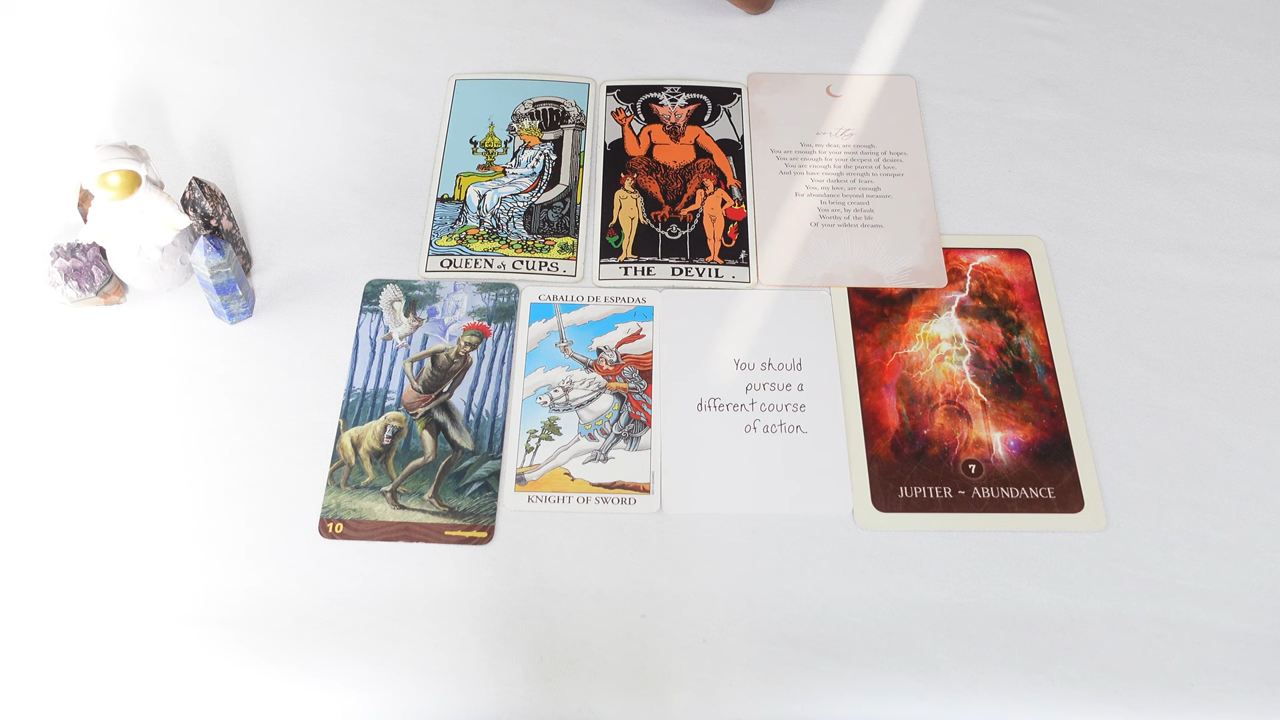 QUEEN of CUPS.
XV
THE DEVIL.
worthy
You, my dear, are enough.
You are enough for your most daring of hopes.
You are enough for your deepest of desires.
You are enough for the purest of love,
And you have enough strength to conquer
Your darkest of fears.
You, my love, are enough
For abundance beyond measure.
In being created
You are, by default
Worthy of the life
Of your wildest dreams.
10
CABALLO DE ESPADAS
KNIGHT OF SWORD
You should
pursue a
different course
of action.
7
JUPITER ~ ABUNDANCE